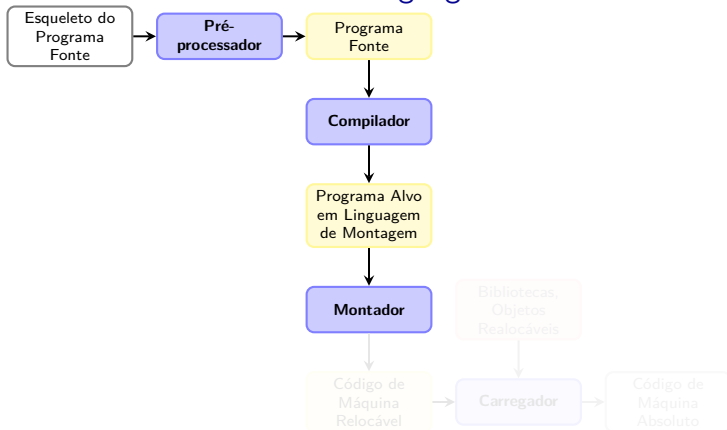 Esqueleto do
Programa
Fonte
Pré-
processador
Programa
Fonte
Compilador
Programa Alvo
em Linguagem
de Montagem
Montador
Bibliotecas,
Objetos
Realocáveis
Código de
Máquina
Relocável
Carregador
Código de
Máquina
Absoluto